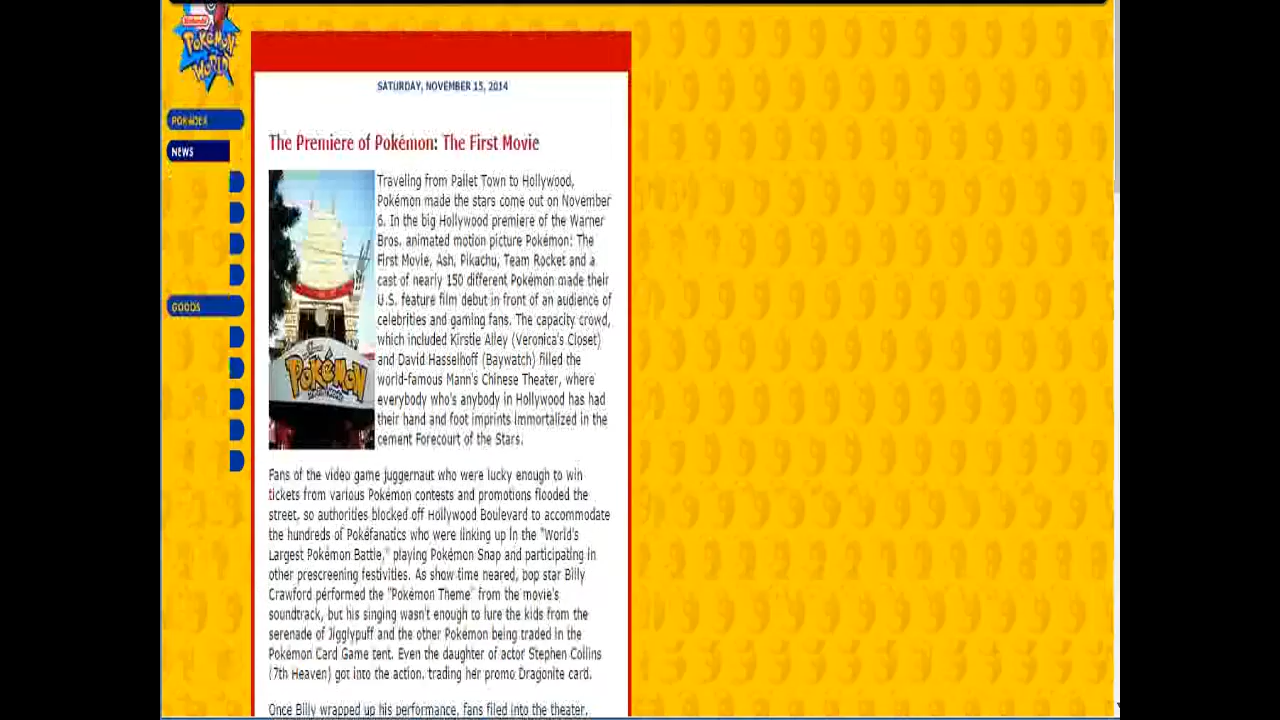 Nintendo
POKéMON
WORLD
POKéDEX
NEWS
GOODS
SATURDAY, NOVEMBER 15, 2014
The Premiere of Pokémon: The First Movie
Traveling from Pallet Town to Hollywood,
Pokémon made the stars come out on November
6. In the big Hollywood premiere of the Warner
Bros. animated motion picture Pokémon: The
First Movie, Ash, Pikachu, Team Rocket and a
cast of nearly 150 different Pokémon made their
U.S. feature film debut in front of an audience of
celebrities and gaming fans. The capacity crowd,
which included Kirstie Alley (Veronica's Closet)
and David Hasselhoff (Baywatch) filled the
world-famous Mann's Chinese Theater, where
everybody who's anybody in Hollywood has had
their hand and foot imprints immortalized in the
cement Forecourt of the Stars.
POKéMON
Fans of the video game juggernaut who were lucky enough to win
tickets from various Pokémon contests and promotions flooded the
street, so authorities blocked off Hollywood Boulevard to accommodate
the hundreds of Pokéfanatics who were linking up in the "World's
Largest Pokémon Battle," playing Pokémon Snap and participating in
other prescreening festivities. As show time neared, pop star Billy
Crawford performed the "Pokémon Theme" from the movie's
soundtrack, but his singing wasn't enough to lure the kids from the
serenade of Jigglypuff and the other Pokémon being traded in the
Pokémon Card Game tent. Even the daughter of actor Stephen Collins
(7th Heaven) got into the action, trading her promo Dragonite card.
Once Billy wrapped up his performance, fans filed into the theater,